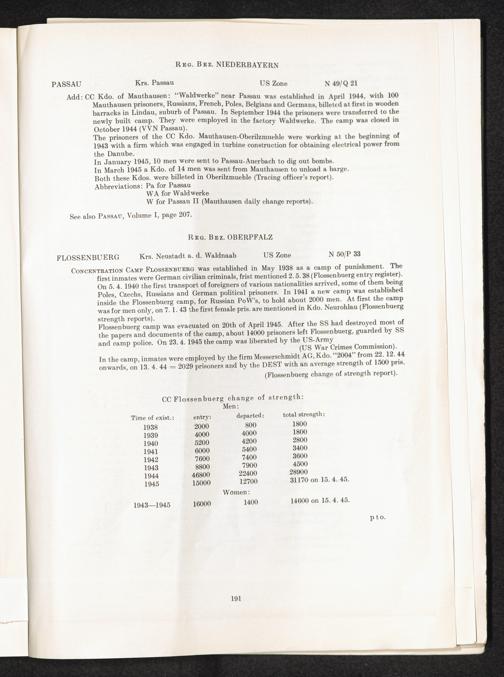 REG. BEZ. NIEDERBAYERN
PASSAU Krs. Passau US Zone N 49/Q 21
Add: CC Kdo. of Mauthausen: "Waldwerke" near Passau was established in April 1944, with 100
Mauthausen prisoners, Russians, French, Poles, Belgians and Germans, billeted at first in wooden
barracks in Lindau, suburb of Passau. In September 1944 the prisoners were transferred to the
newly built camp. They were employed in the factory Waldwerke. The camp was closed in
October 1944 (VVN Passau).
The prisoners of the CC Kdo. Mauthausen-Oberilzmuehle were working at the beginning of
1943 with a firm which was engaged in turbine construction for obtaining electrical power from
the Danube.
In January 1945, 10 men were sent to Passau-Auerbach to dig out bombs.
In March 1945 a Kdo. of 14 men was sent from Mauthausen to unload a barge.
Both these Kdos. were billeted in Oberilzmuehle (Tracing officer's report).
Abbreviations: Pa for Passau
WA for Waldwerke
W for Passau II (Mauthausen daily change reports).
See also PASSAU, Volume I, page 207.
REG. BEZ. OBERPFALZ
FLOSSENBUERG Krs. Neustadt a. d. Waldnaab US Zone N 50/P 33
CONCENTRATION CAMP FLOSSENBUERG was established in May 1938 as a camp of punishment. The
first inmates were German civilian criminals, frist mentioned 2. 5. 38 (Flossenbuerg entry register).
On 5. 4. 1940 the first transport of foreigners of various nationalities arrived, some of them being
Poles, Czechs, Russians and German political prisoners. In 1941 a new camp was established
inside the Flossenbuerg camp, for Russian PoW's, to hold about 2000 men. At first the camp
was for men only, on 7. 1. 43 the first female pris. are mentioned in Kdo. Neurohlau (Flossenbuerg
strength reports).
Flossenbuerg camp was evacuated on 20th of April 1945. After the SS had destroyed most of
the papers and documents of the camp, about 14000 prisoners left Flossenbuerg, guarded by SS
and camp police. On 23. 4. 1945 the camp was liberated by the US-Army
(US War Crimes Commission).
In the camp, inmates were employed by the firm Messerschmidt AG, Kdo. "2004" from 22. 12. 44
onwards, on 13. 4. 44 = 2029 prisoners and by the DEST with an average strength of 1500 pris.
(Flossenbuerg change of strength report).
CC Flossenbuerg change of strength:
Men:
Time of exist.: entry: departed: total strength:
1938 2000 800 1800
1939 4000 4000 1800
1940 5200 4200 2800
1941 6000 5400 3400
1942 7600 7400 3600
1943 8800 7900 4500
1944 46800 22400 28900
1945 15000 12700 31170 on 15. 4. 45.
Women:
1943—1945 16000 1400 14600 on 15. 4. 45.
pto.
191